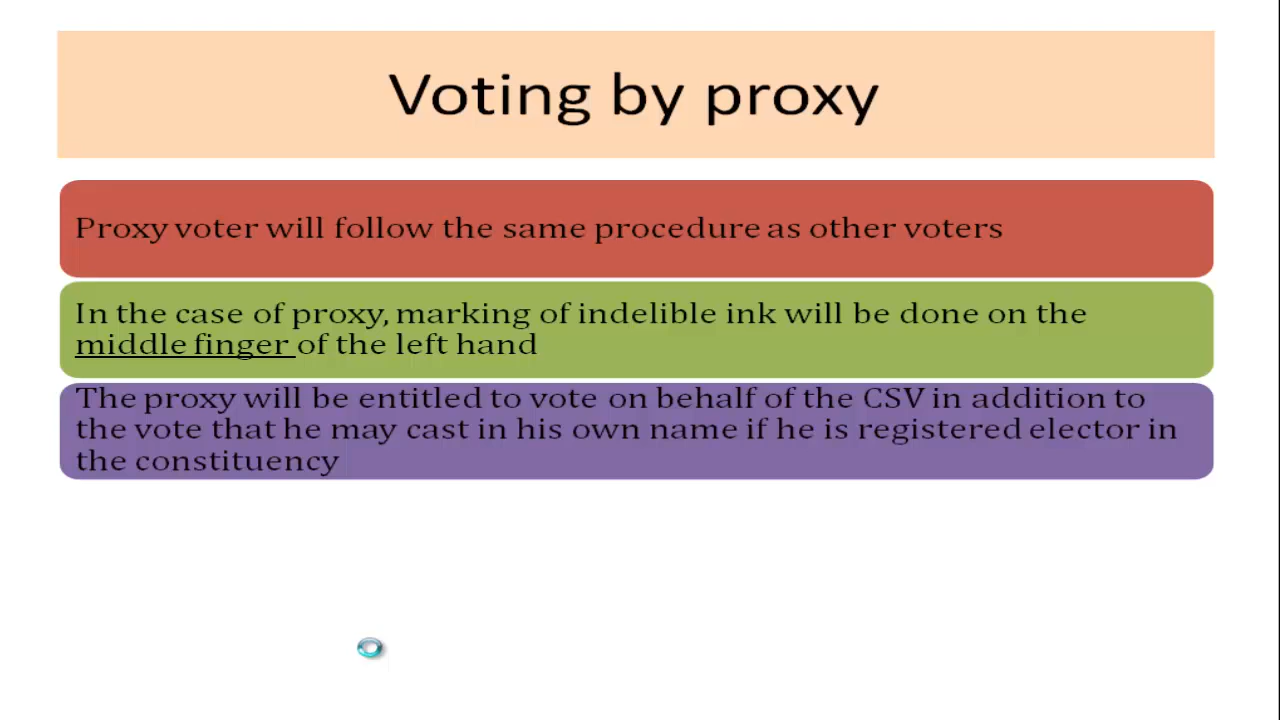 Voting by proxy
Proxy voter will follow the same procedure as other voters
In the case of proxy, marking of indelible ink will be done on the
middle finger of the left hand
The proxy will be entitled to vote on behalf of the CSV in addition to
the vote that he may cast in his own name if he is registered elector in
the constituency